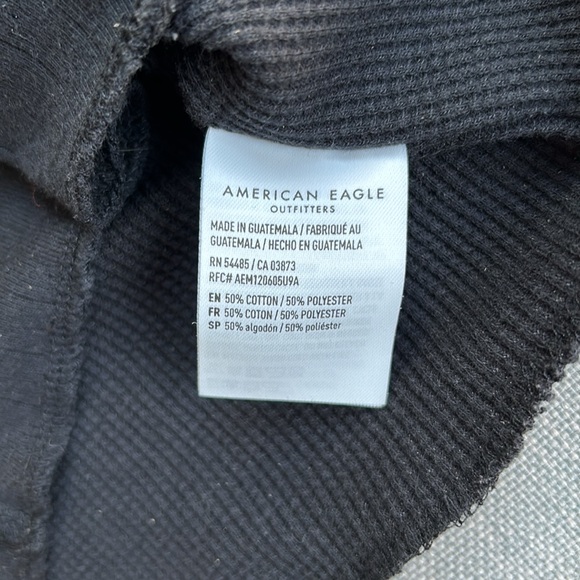 AMERICAN EAGLE
OUTFITTERS
MADE IN GUATEMALA / FABRIQUÉ AU
GUATEMALA / HECHO EN GUATEMALA
RN 54485 / CA 03873
RFC# AEM120605U9A
EN 50% COTTON / 50% POLYESTER
FR 50% COTON / 50% POLYESTER
SP 50% algodón / 50% poliéster